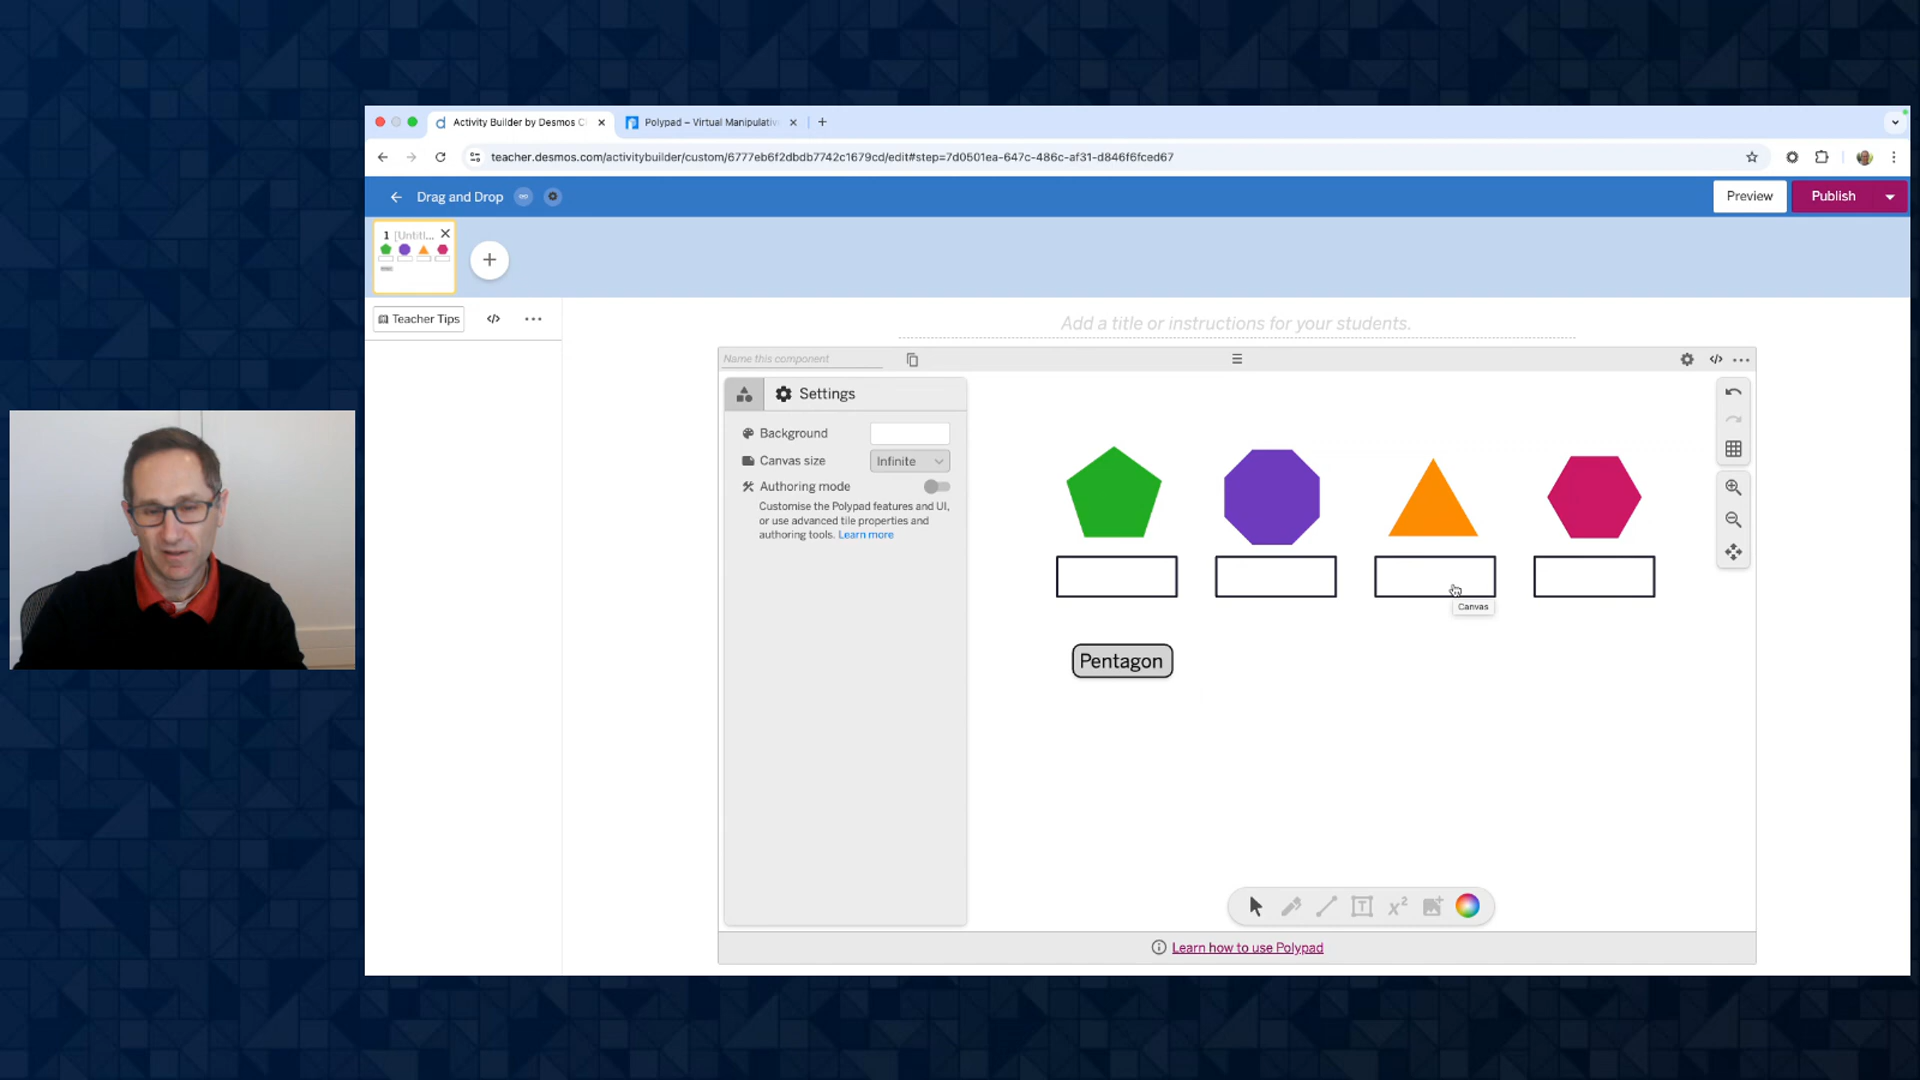 Activity Builder by Desmos C
Polypad – Virtual Manipulativ
teacher.desmos.com/activitybuilder/custom/6777eb6f2dbdb7742c1679cd/edit#step=7d0501ea-647c-486c-af31-d846f6fced67
Drag and Drop
Preview
Publish
1 [Untitl...
Teacher Tips
Add a title or instructions for your students.
Name this component
Settings
Background
Canvas size
Infinite
Authoring mode
Customise the Polypad features and UI,
or use advanced tile properties and
authoring tools. Learn more
Canvas
Pentagon
T
x²
Learn how to use Polypad